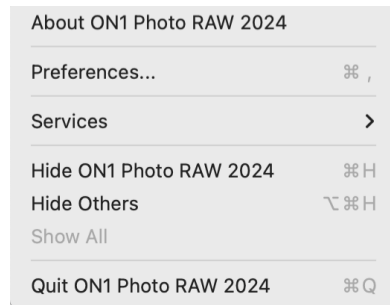 About ON1 Photo RAW 2024
Preferences... ⌘ ,
Services >
Hide ON1 Photo RAW 2024 ⌘H
Hide Others ⌥⌘H
Show All
Quit ON1 Photo RAW 2024 ⌘Q